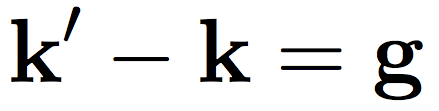 k′ − k = g